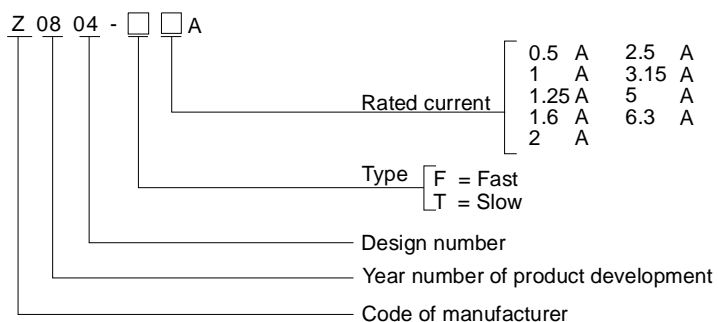 Z 08 04 - □ □ A
0.5 A 2.5 A
1 A 3.15 A
Rated current 1.25 A 5 A
1.6 A 6.3 A
2 A
Type F = Fast
T = Slow
Design number
Year number of product development
Code of manufacturer